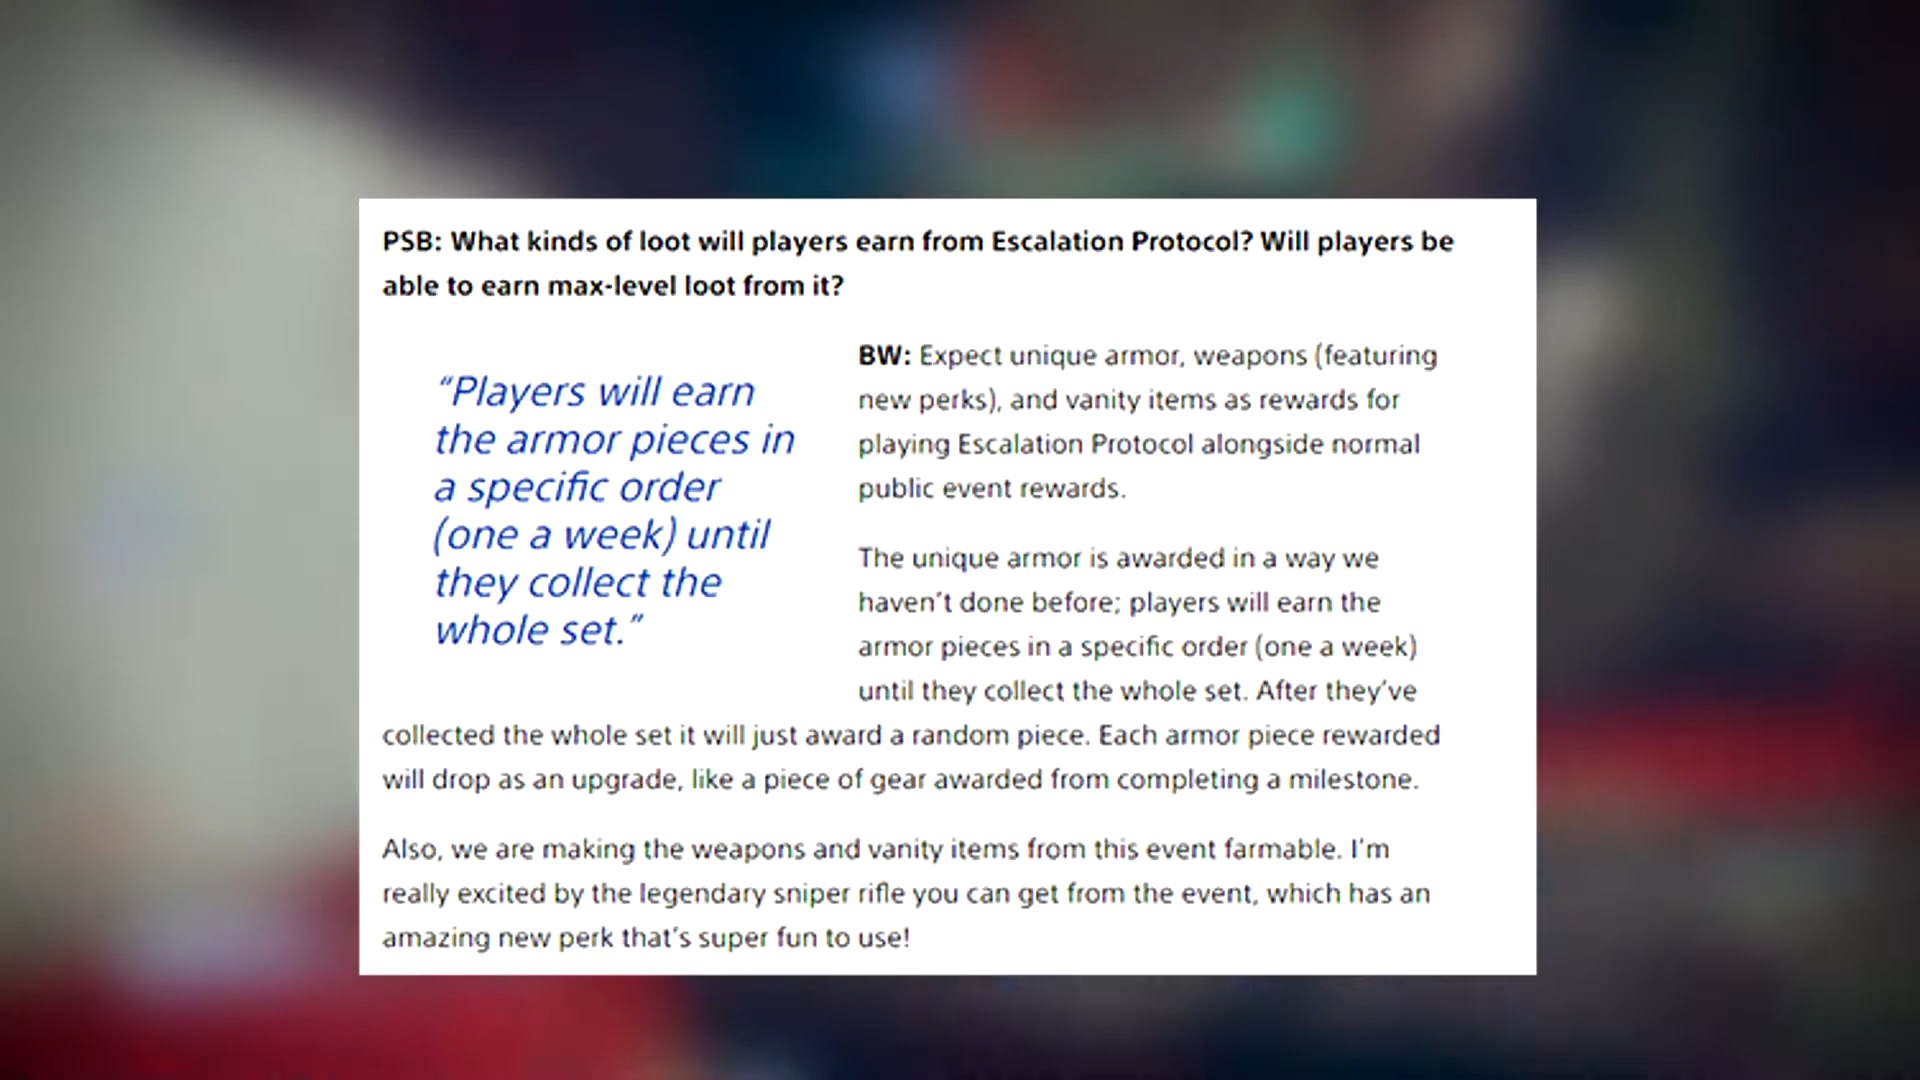 PSB: What kinds of loot will players earn from Escalation Protocol? Will players be
able to earn max-level loot from it?
“Players will earn
the armor pieces in
a specific order
(one a week) until
they collect the
whole set.”
BW: Expect unique armor, weapons (featuring
new perks), and vanity items as rewards for
playing Escalation Protocol alongside normal
public event rewards.
The unique armor is awarded in a way we
haven’t done before; players will earn the
armor pieces in a specific order (one a week)
until they collect the whole set. After they’ve
collected the whole set it will just award a random piece. Each armor piece rewarded
will drop as an upgrade, like a piece of gear awarded from completing a milestone.
Also, we are making the weapons and vanity items from this event farmable. I’m
really excited by the legendary sniper rifle you can get from the event, which has an
amazing new perk that’s super fun to use!